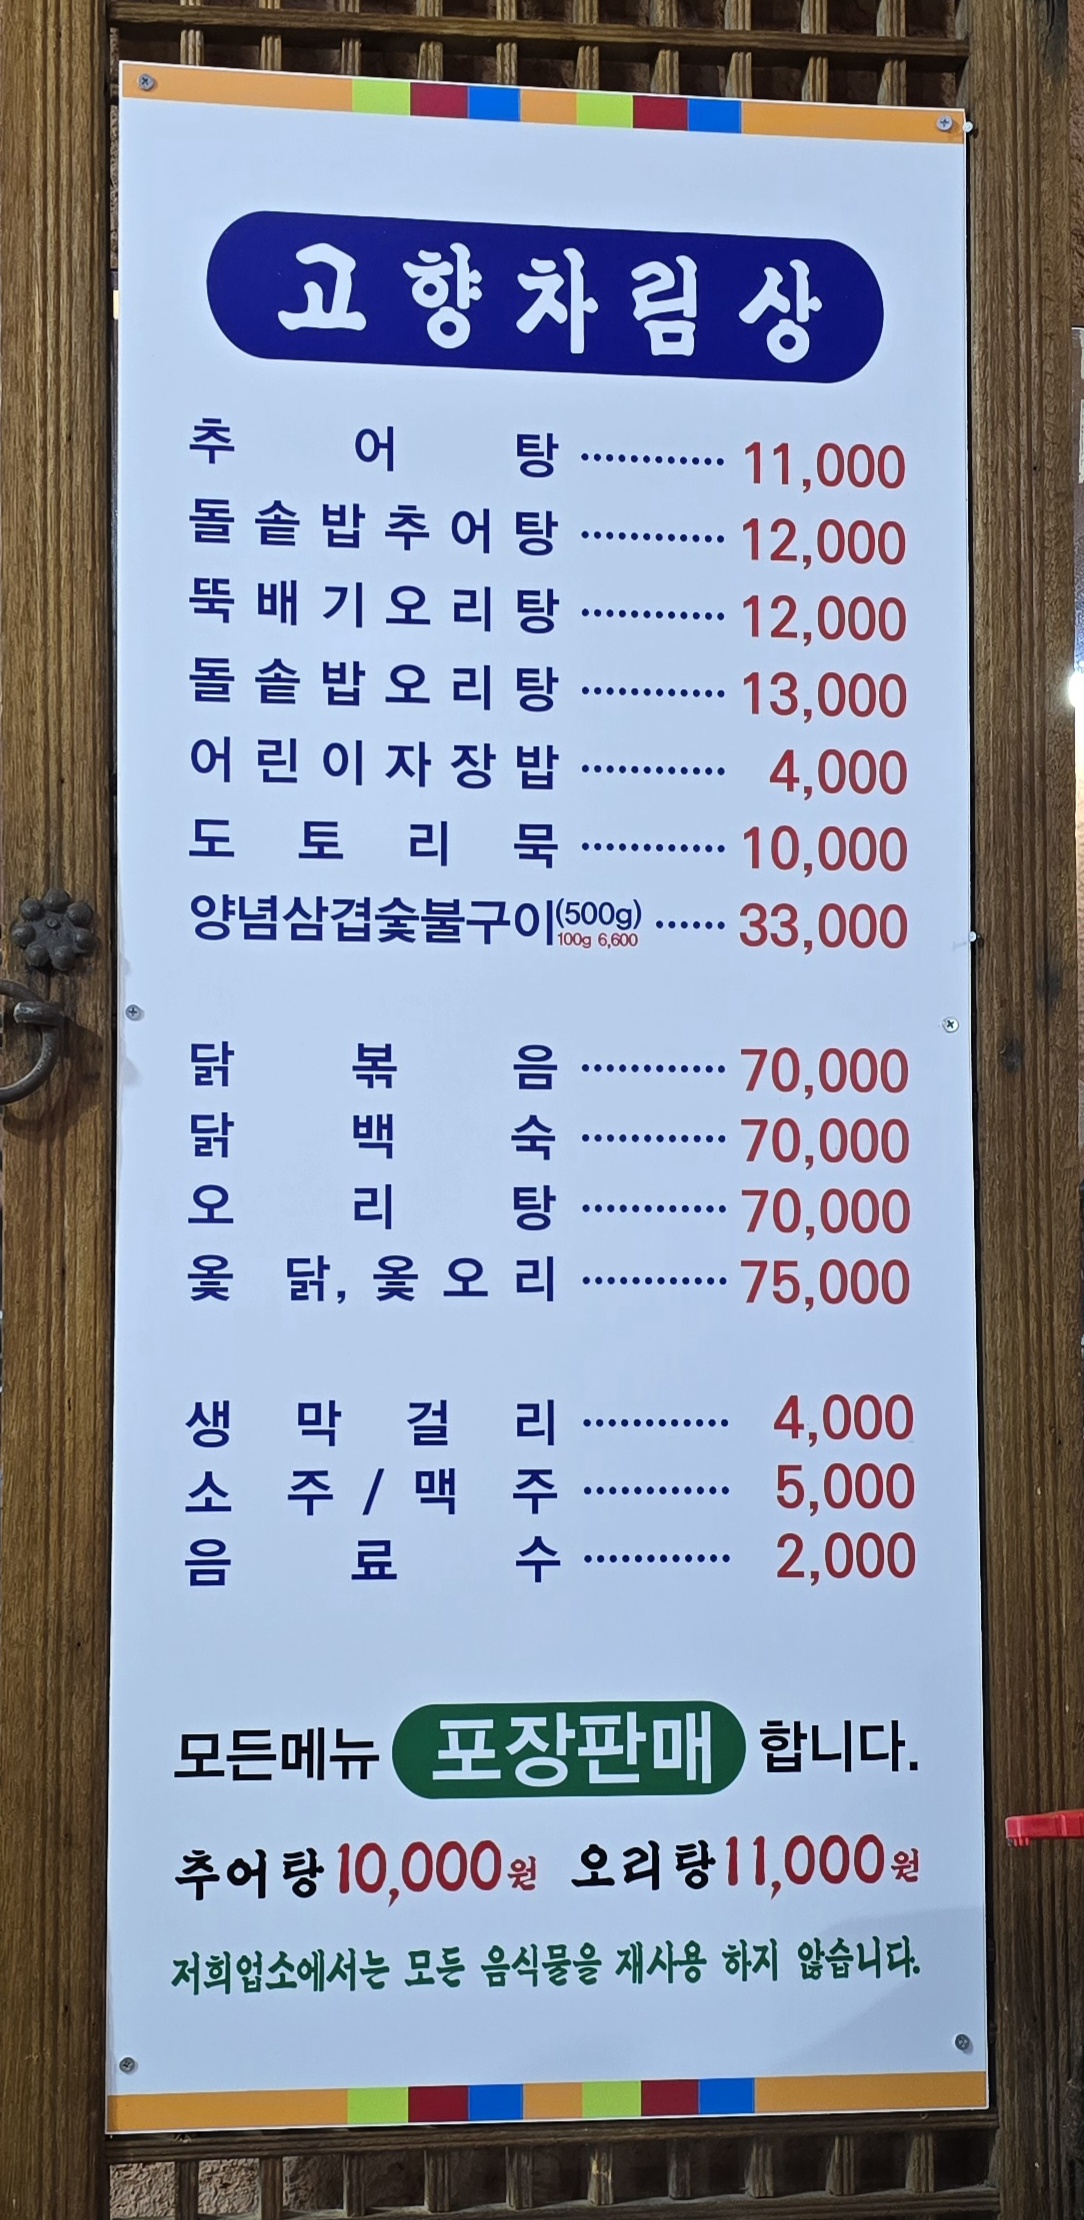 고향차림상
추어탕 ············ 11,000
돌솥밥추어탕 ············ 12,000
뚝배기오리탕 ············ 12,000
돌솥밥오리탕 ············ 13,000
어린이자장밥 ············ 4,000
도토리묵 ············ 10,000
양념삼겹숯불구이(500g) ······ 33,000
100g 6,600
닭볶음 ············ 70,000
닭백숙 ············ 70,000
오리탕 ············ 70,000
옻닭, 옻오리 ············ 75,000
생막걸리 ············ 4,000
소주/맥주 ············ 5,000
음료수 ············ 2,000
모든메뉴 포장판매 합니다.
추어탕 10,000원 오리탕 11,000원
저희업소에서는 모든 음식물을 재사용 하지 않습니다.